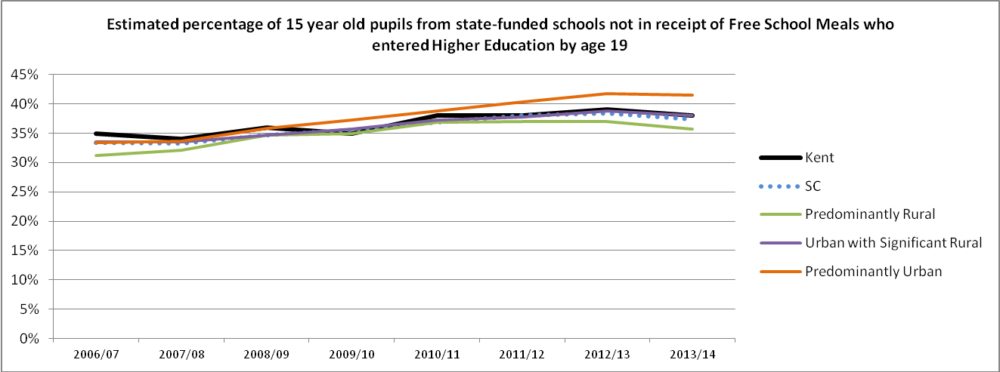 Estimated percentage of 15 year old pupils from state-funded schools not in receipt of Free School Meals who
entered Higher Education by age 19
45%
40%
35%
30%
25%
20%
15%
10%
5%
0%
2006/07 2007/08 2008/09 2009/10 2010/11 2011/12 2012/13 2013/14
Kent
SC
Predominantly Rural
Urban with Significant Rural
Predominantly Urban